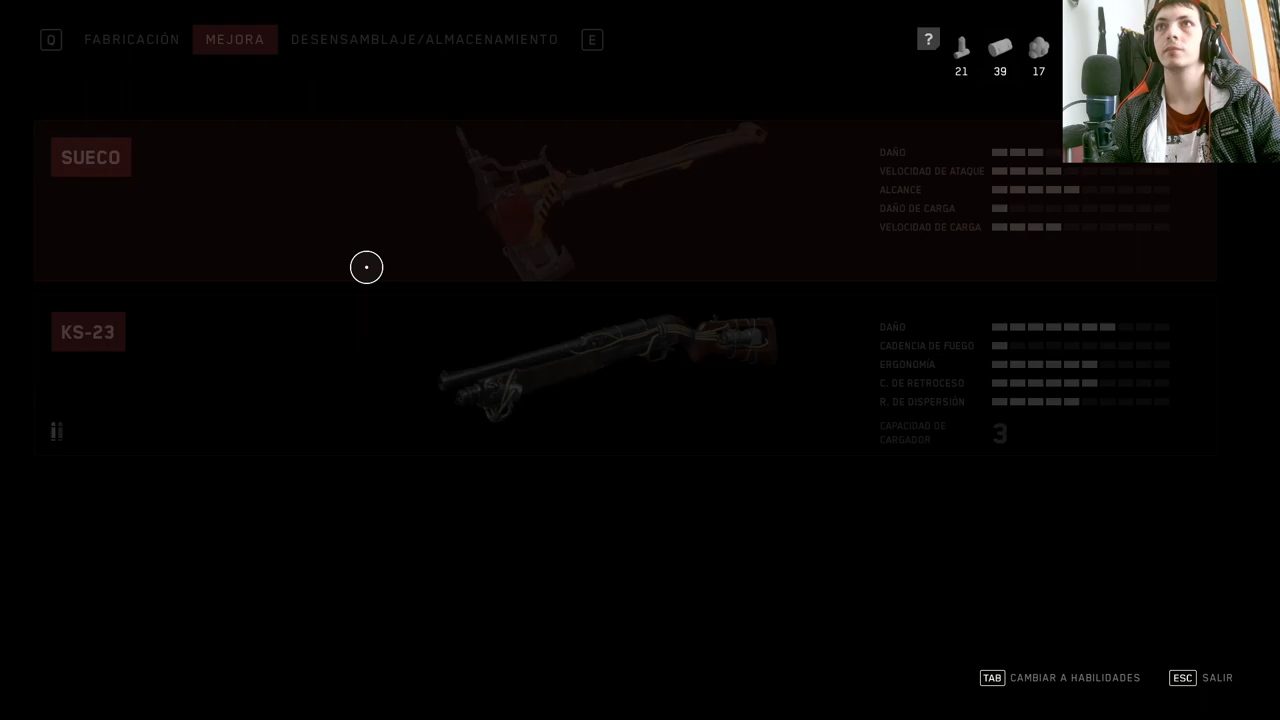 Q FABRICACIÓN MEJORA DESENSAMBLAJE/ALMACENAMIENTO E
?
21 39 17
SUECO
DAÑO
VELOCIDAD DE ATAQUE
ALCANCE
DAÑO DE CARGA
VELOCIDAD DE CARGA
KS-23
DAÑO
CADENCIA DE FUEGO
ERGONOMÍA
C. DE RETROCESO
R. DE DISPERSIÓN
CAPACIDAD DE
CARGADOR
3
TAB CAMBIAR A HABILIDADES ESC SALIR